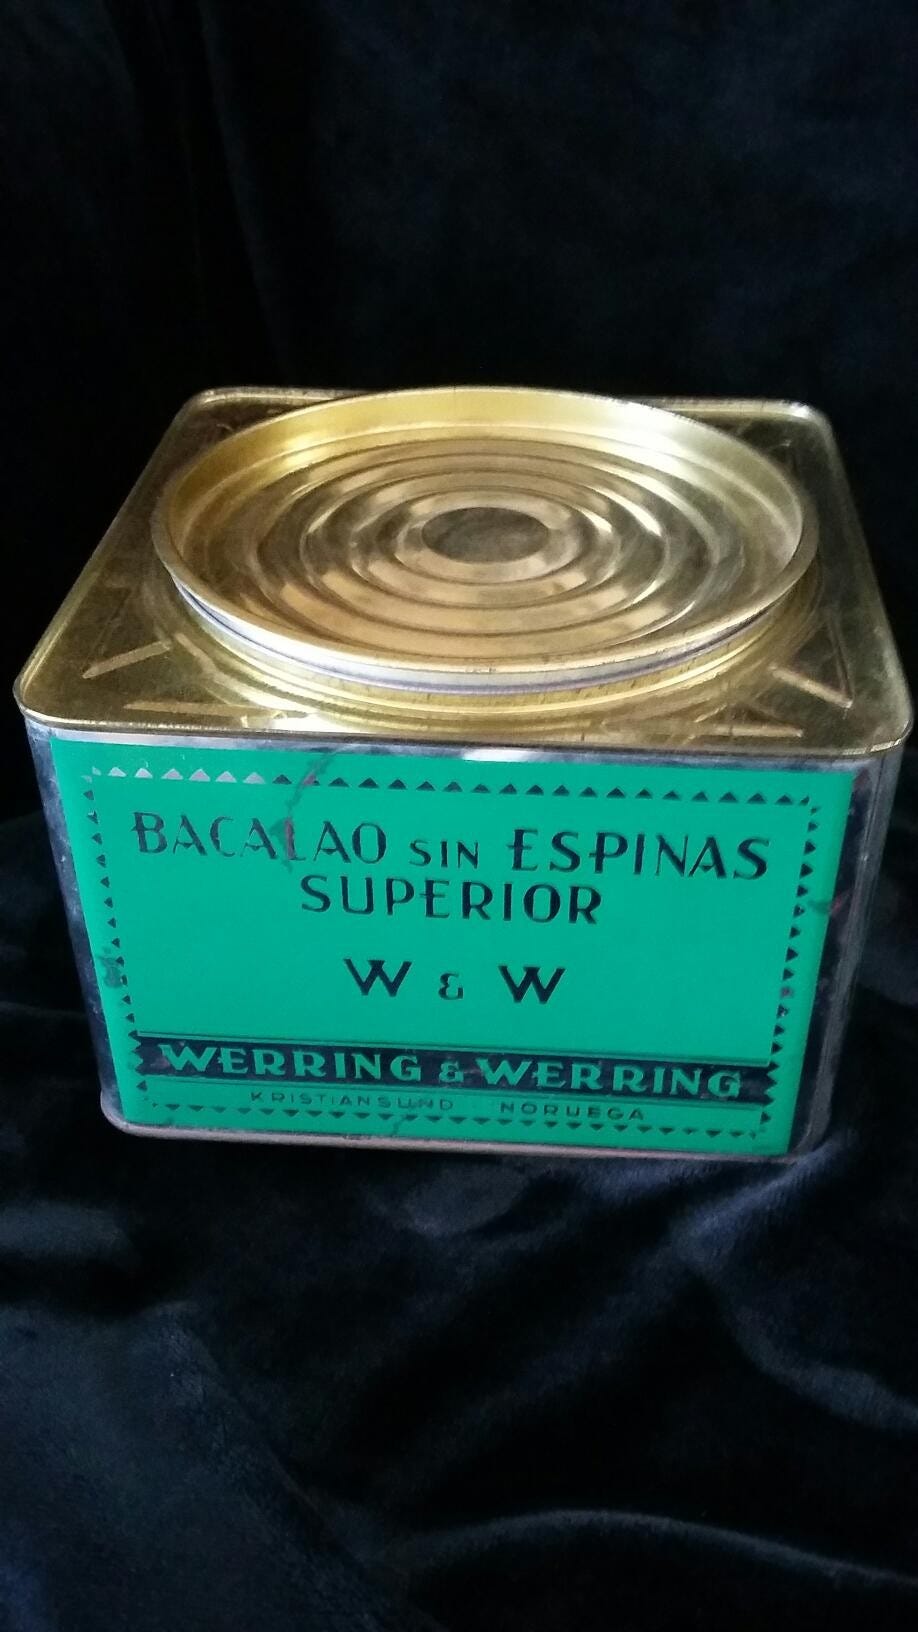 BACALAO SIN ESPINAS
SUPERIOR
W & W
WERRING & WERRING
KRISTIANSUND NORUEGA